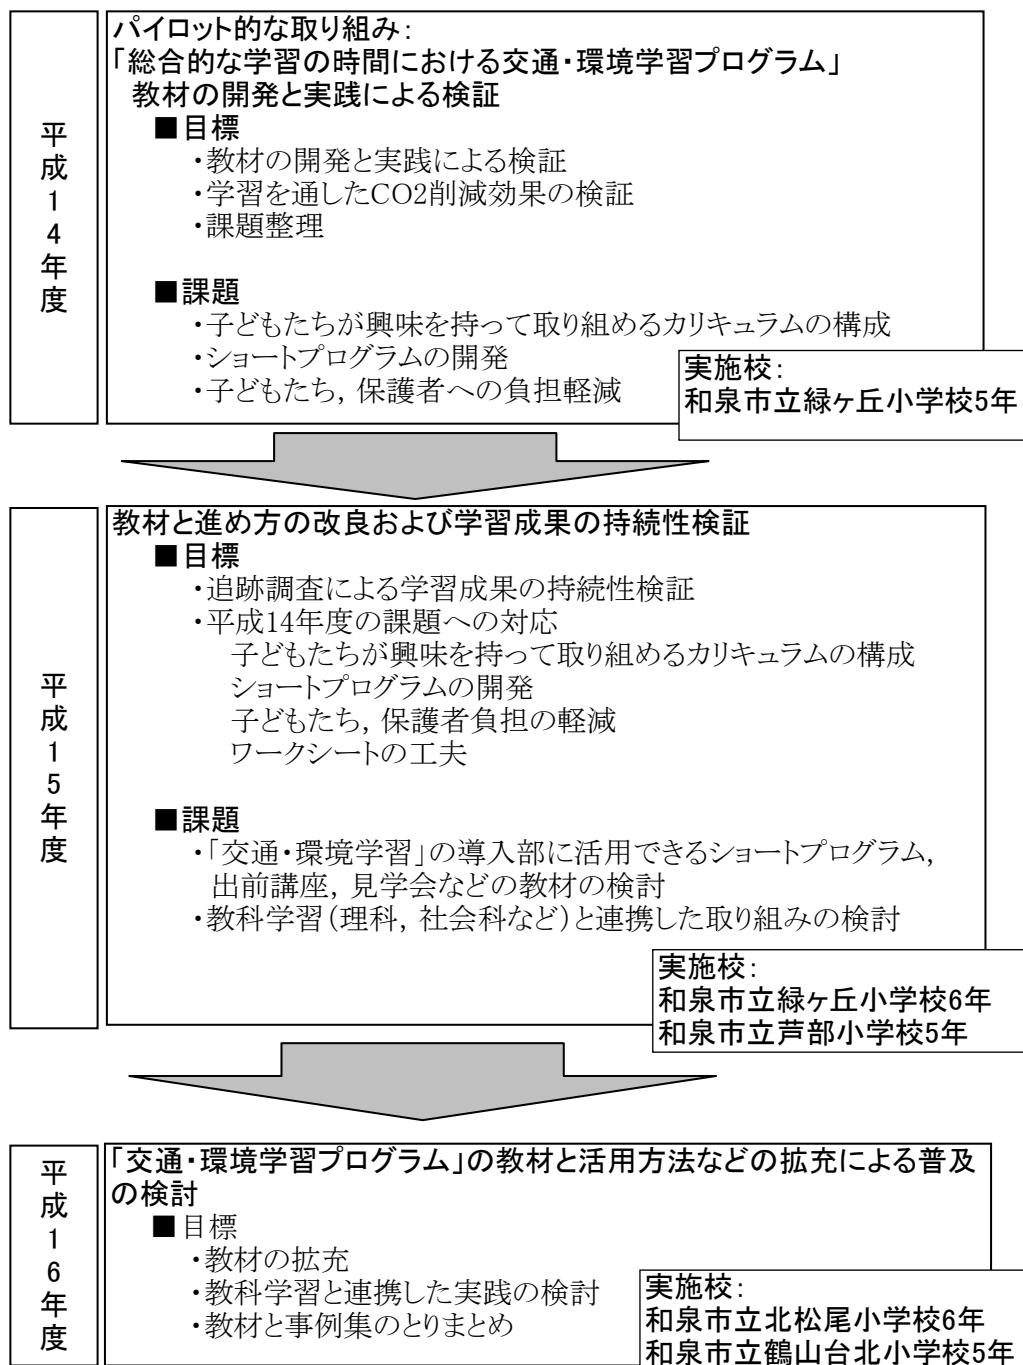 平成14年度
パイロット的な取り組み:
「総合的な学習の時間における交通・環境学習プログラム」
教材の開発と実践による検証
■目標
・教材の開発と実践による検証
・学習を通したCO2削減効果の検証
・課題整理
■課題
・子どもたちが興味を持って取り組めるカリキュラムの構成
・ショートプログラムの開発
・子どもたち, 保護者への負担軽減
実施校:
和泉市立緑ヶ丘小学校5年
平成15年度
教材と進め方の改良および学習成果の持続性検証
■目標
・追跡調査による学習成果の持続性検証
・平成14年度の課題への対応
子どもたちが興味を持って取り組めるカリキュラムの構成
ショートプログラムの開発
子どもたち, 保護者負担の軽減
ワークシートの工夫
■課題
・「交通・環境学習」の導入部に活用できるショートプログラム,
出前講座, 見学会などの教材の検討
・教科学習(理科, 社会科など)と連携した取り組みの検討
実施校:
和泉市立緑ヶ丘小学校6年
和泉市立芦部小学校5年
平成16年度
「交通・環境学習プログラム」の教材と活用方法などの拡充による普及
の検討
■目標
・教材の拡充
・教科学習と連携した実践の検討
・教材と事例集のとりまとめ
実施校:
和泉市立北松尾小学校6年
和泉市立鶴山台北小学校5年